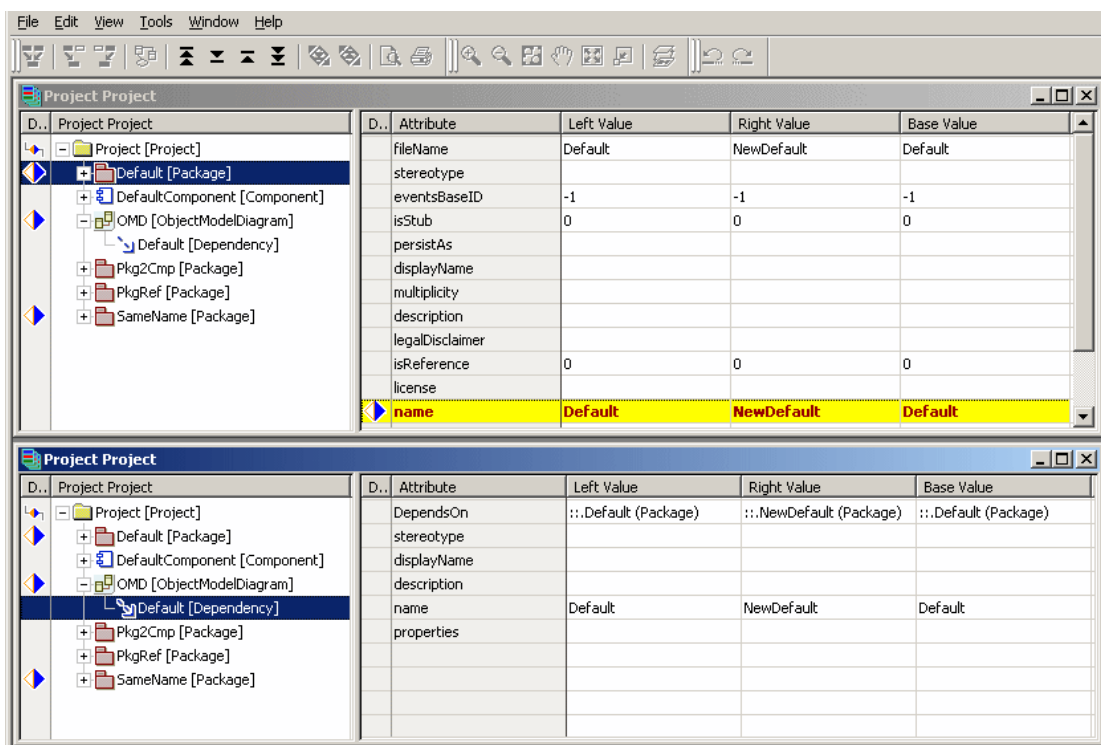 File Edit View Tools Window Help
Project Project
D.. Project Project D.. Attribute Left Value Right Value Base Value
Project [Project] fileName Default NewDefault Default
Default [Package] stereotype
DefaultComponent [Component] eventsBaseID -1 -1 -1
OMD [ObjectModelDiagram] isStub 0 0 0
Default [Dependency] persistAs
Pkg2Cmp [Package] displayName
PkgRef [Package] multiplicity
SameName [Package] description
legalDisclaimer
isReference 0 0 0
license
name Default NewDefault Default
Project Project
D.. Project Project D.. Attribute Left Value Right Value Base Value
Project [Project] DependsOn ::.Default (Package) ::.NewDefault (Package) ::.Default (Package)
Default [Package] stereotype
DefaultComponent [Component] displayName
OMD [ObjectModelDiagram] description
Default [Dependency] name Default NewDefault Default
Pkg2Cmp [Package] properties
PkgRef [Package]
SameName [Package]